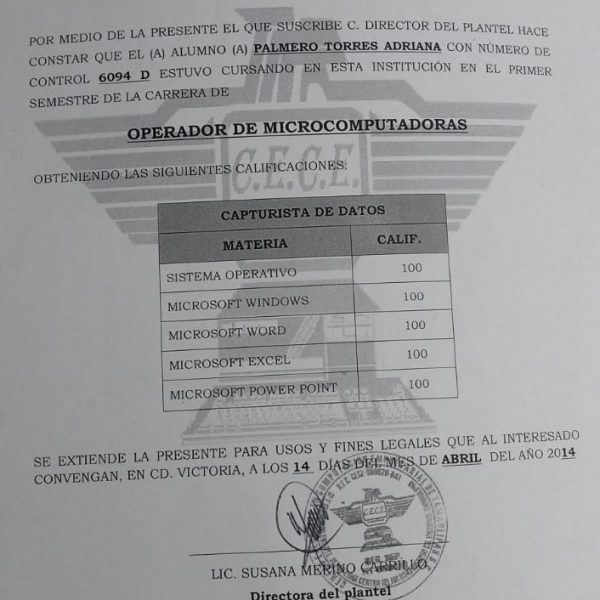 POR MEDIO DE LA PRESENTE EL QUE SUSCRIBE C. DIRECTOR DEL PLANTEL HACE
CONSTAR QUE EL (A) ALUMNO (A) PALMERO TORRES ADRIANA CON NÚMERO DE
CONTROL 6094 D ESTUVO CURSANDO EN ESTA INSTITUCIÓN EN EL PRIMER
SEMESTRE DE LA CARRERA DE
OPERADOR DE MICROCOMPUTADORAS
C.E.C.E.
OBTENIENDO LAS SIGUIENTES CALIFICACIONES:
CAPTURISTA DE DATOS
MATERIA CALIF.
SISTEMA OPERATIVO 100
MICROSOFT WINDOWS 100
MICROSOFT WORD 100
MICROSOFT EXCEL 100
MICROSOFT POWER POINT 100
SE EXTIENDE LA PRESENTE PARA USOS Y FINES LEGALES QUE AL INTERESADO
CONVENGAN, EN CD. VICTORIA, A LOS 14 DÍAS DEL MES DE ABRIL DEL AÑO 2014
C.E.C.E.
LIC. SUSANA MERINO CARRILLO
Directora del plantel